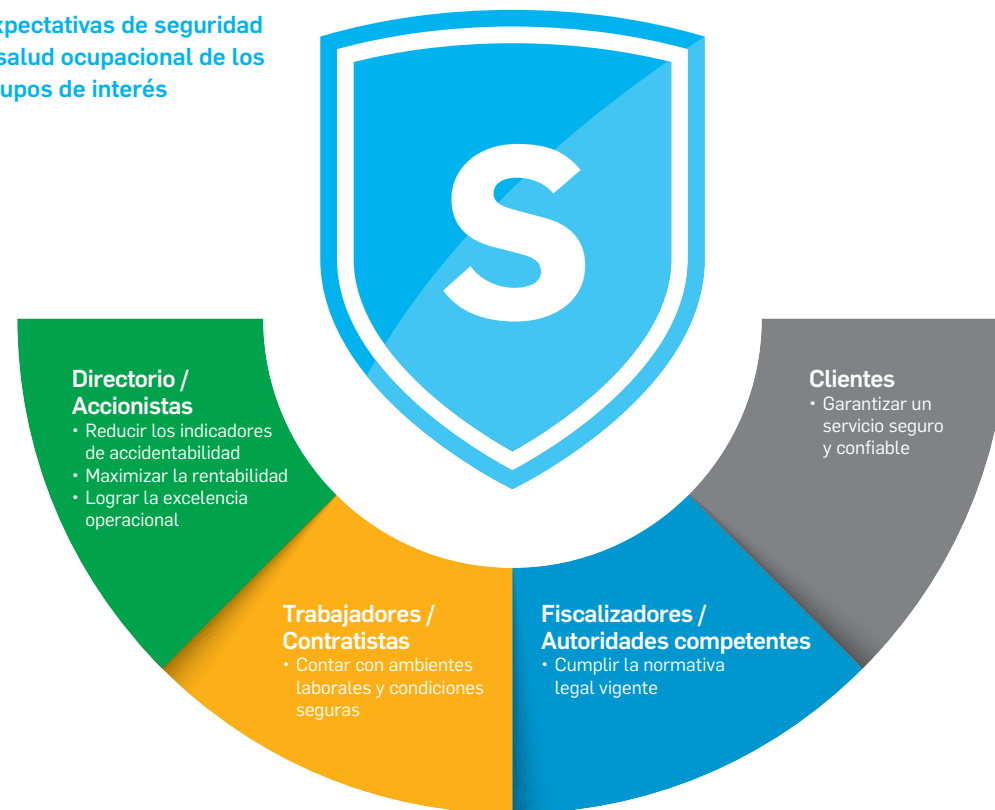 xpectativas de seguridad
salud ocupacional de los
upos de interés
S
Directorio /
Accionistas
• Reducir los indicadores
de accidentabilidad
• Maximizar la rentabilidad
• Lograr la excelencia
operacional
Trabajadores /
Contratistas
• Contar con ambientes
laborales y condiciones
seguras
Fiscalizadores /
Autoridades competentes
• Cumplir la normativa
legal vigente
Clientes
• Garantizar un
servicio seguro
y confiable